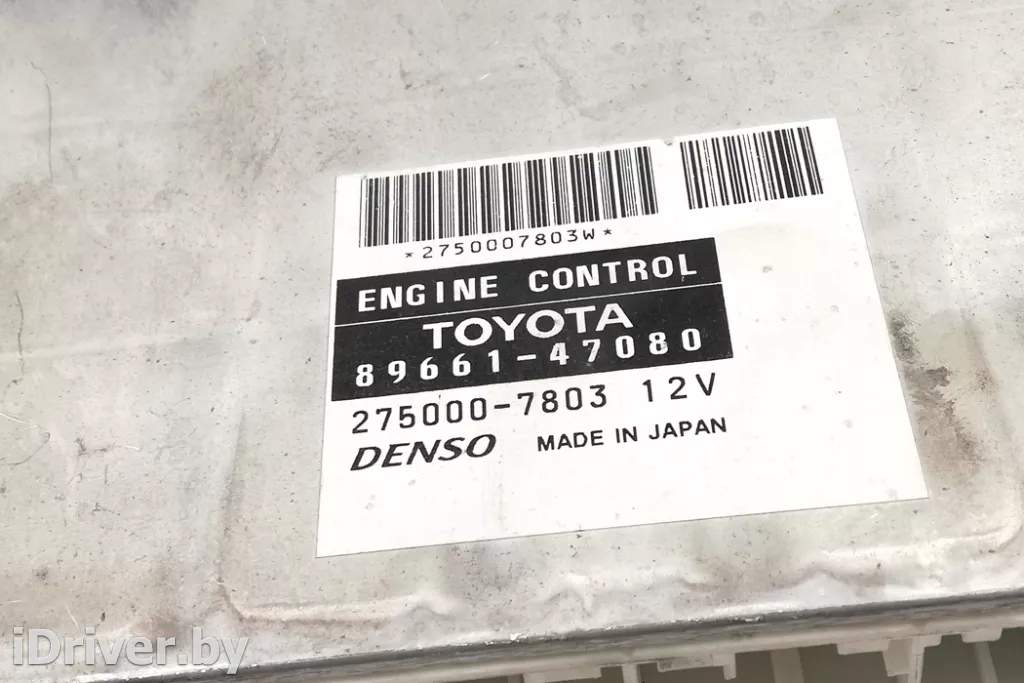 *2750007803W*
ENGINE CONTROL
TOYOTA
89661-47080
275000-7803 12V
DENSO MADE IN JAPAN
iDriver.by